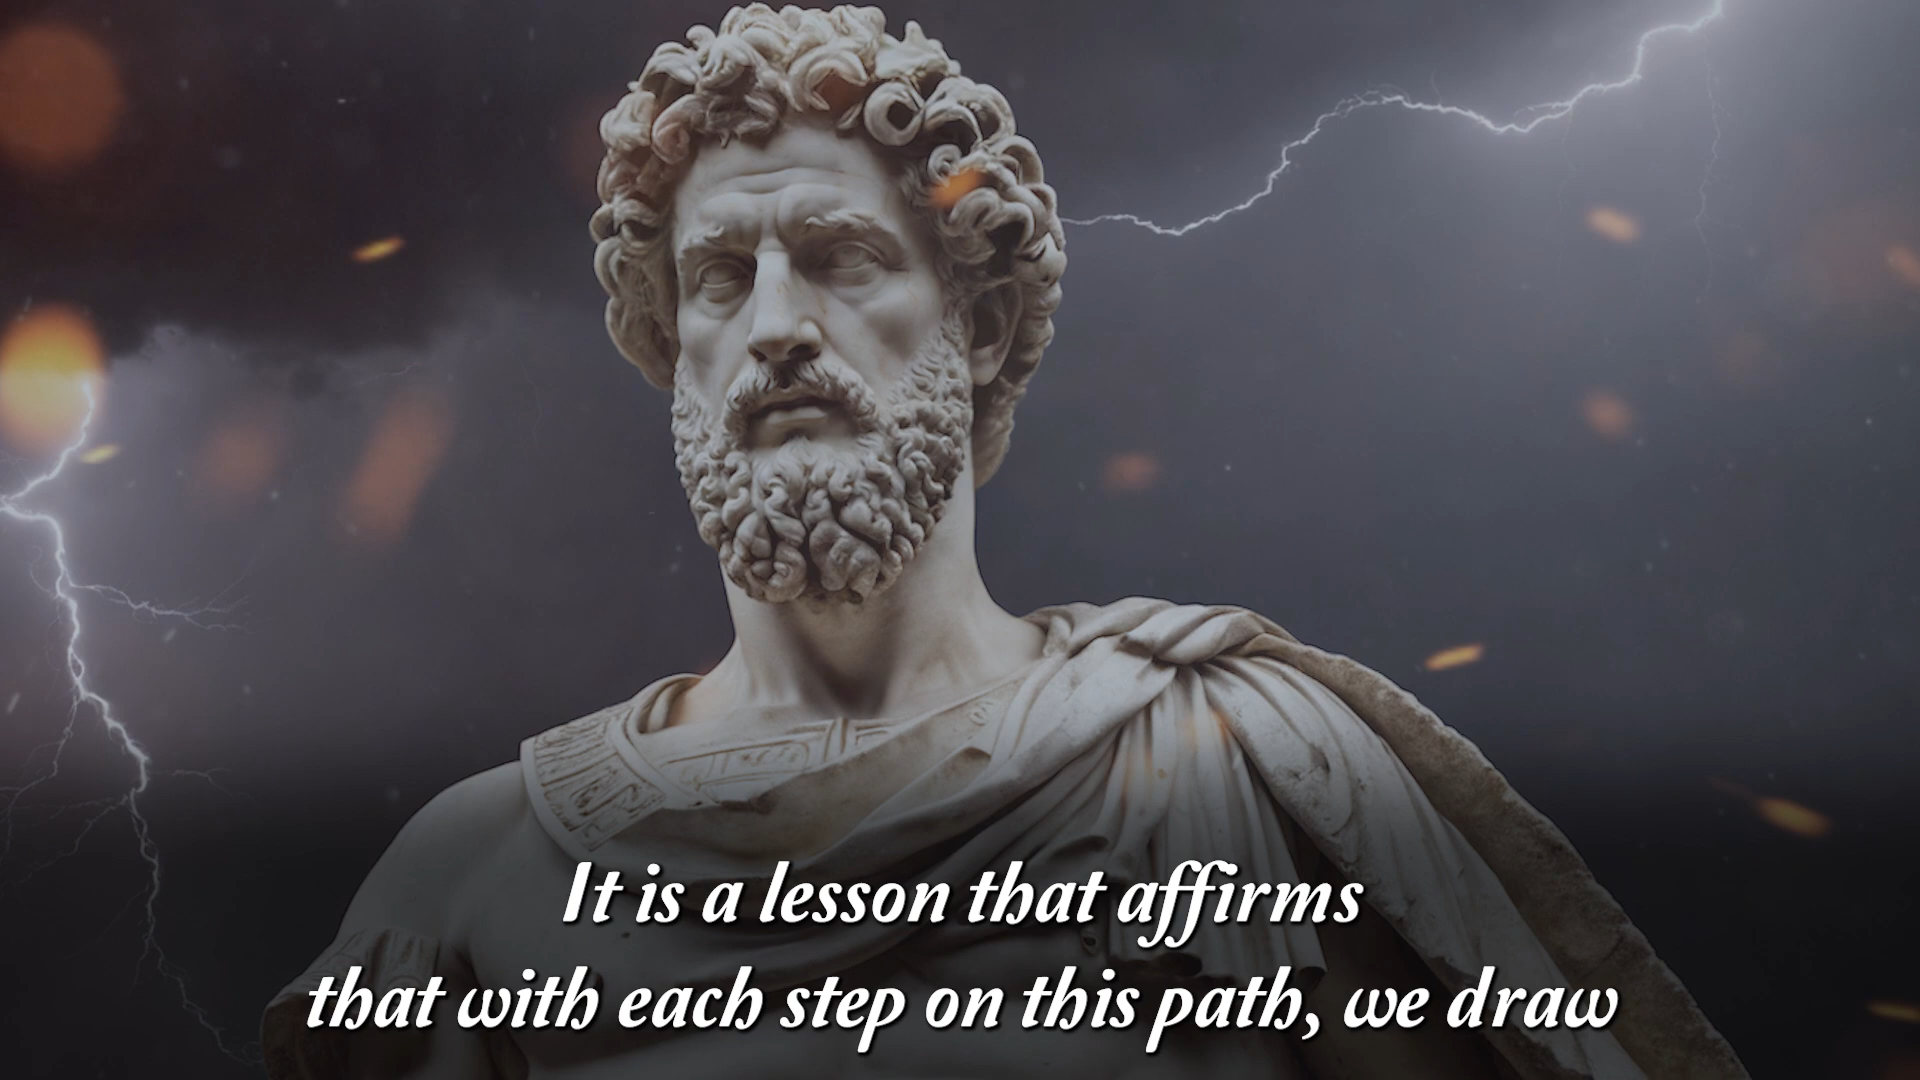 It is a lesson that affirms
that with each step on this path, we draw